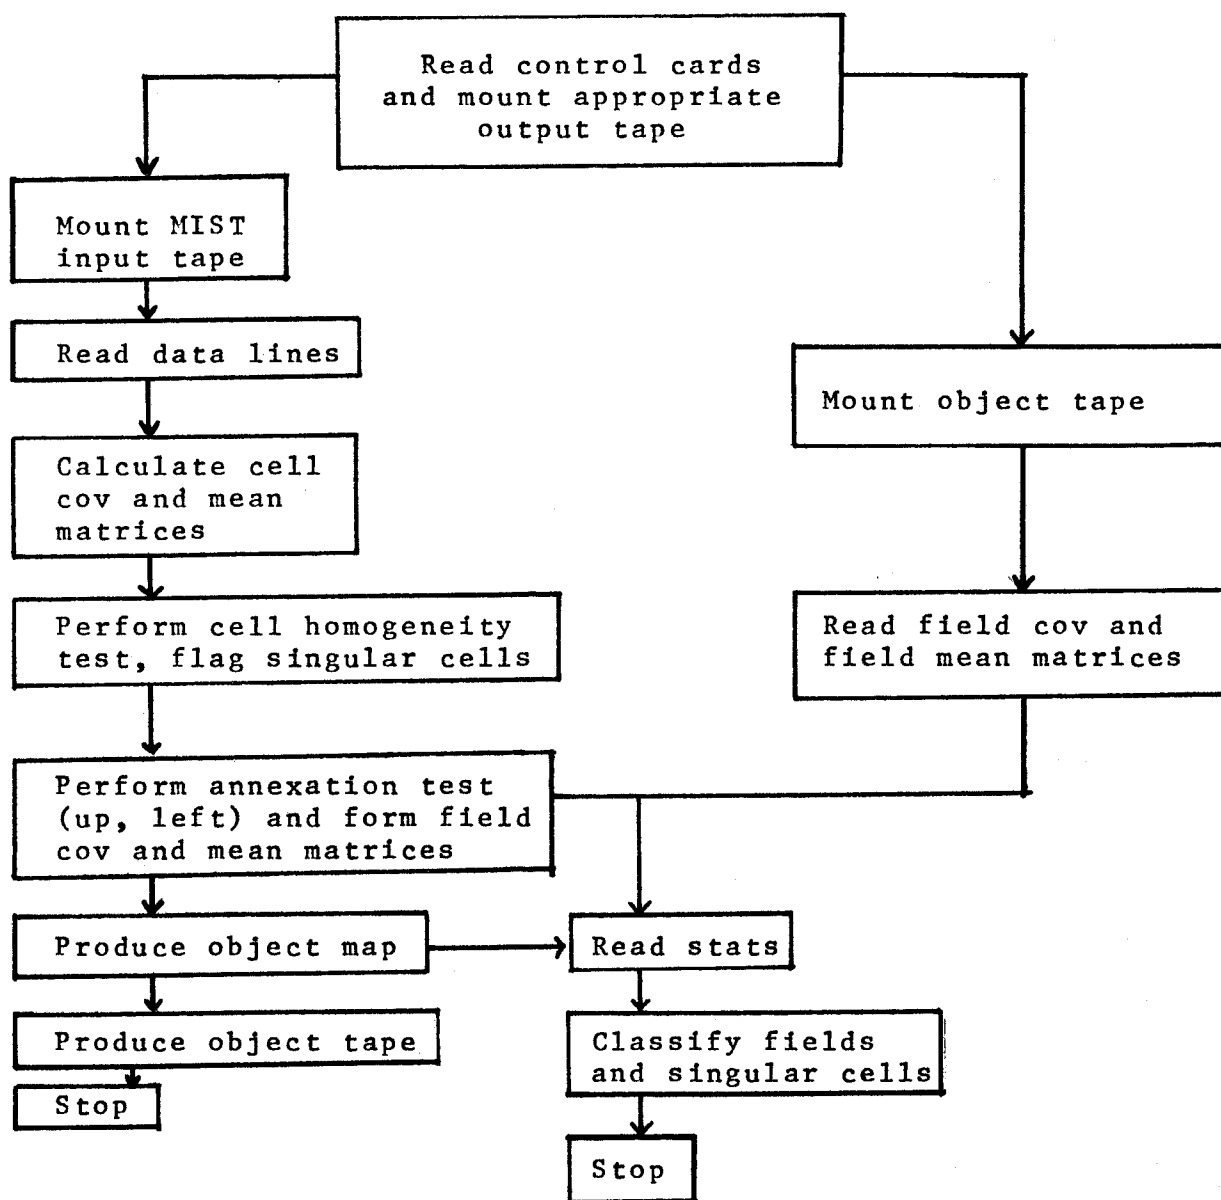 Read control cards
and mount appropriate
output tape
Mount MIST
input tape
Read data lines
Calculate cell
cov and mean
matrices
Perform cell homogeneity
test, flag singular cells
Perform annexation test
(up, left) and form field
cov and mean matrices
Produce object map
Produce object tape
Stop
Mount object tape
Read field cov and
field mean matrices
Read stats
Classify fields
and singular cells
Stop